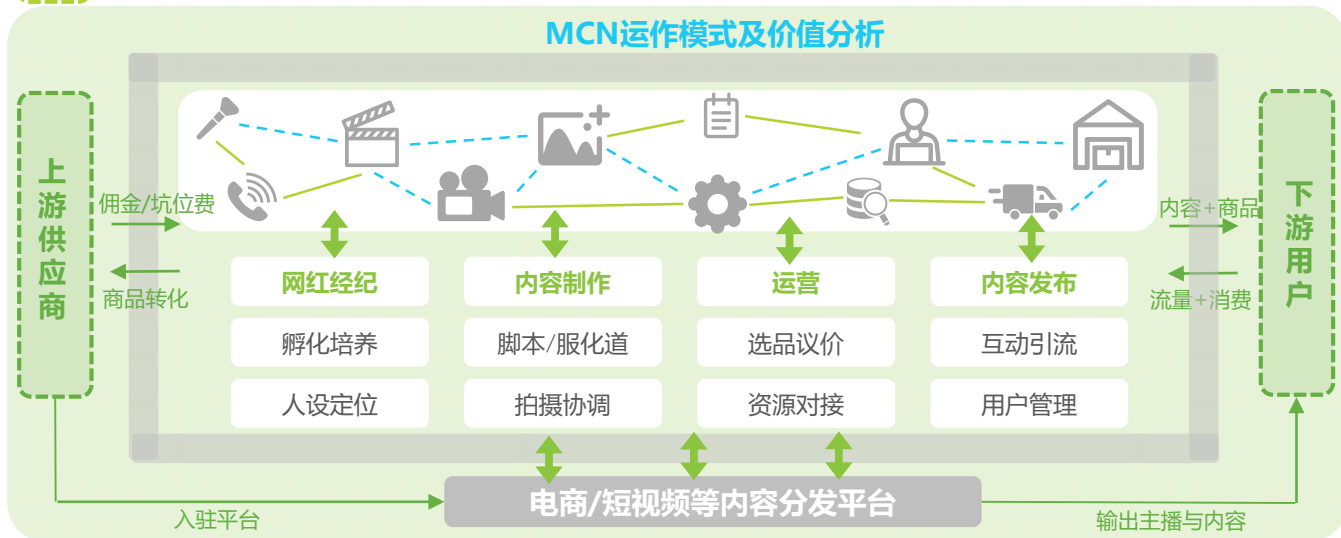 MCN运作模式及价值分析
上游供应商
佣金/坑位费
商品转化
网红经纪
内容制作
运营
内容发布
孵化培养
脚本/服化道
选品议价
互动引流
人设定位
拍摄协调
资源对接
用户管理
内容+商品
流量+消费
下游用户
电商/短视频等内容分发平台
入驻平台
输出主播与内容